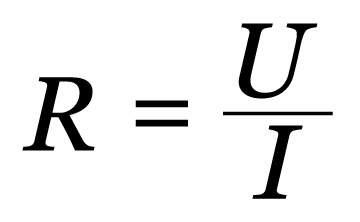 R = U/I